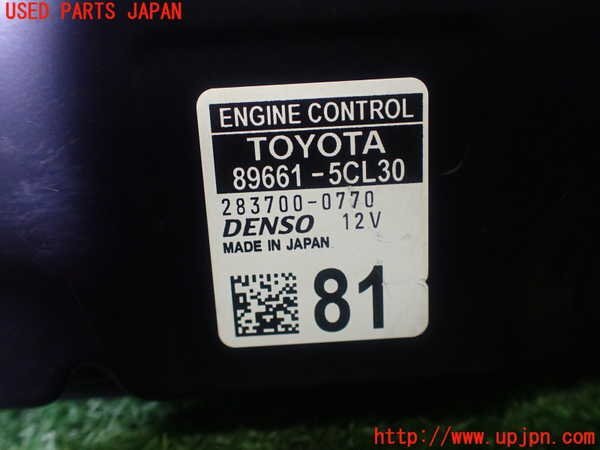 USED PARTS JAPAN
ENGINE CONTROL
TOYOTA
89661-5CL30
283700-0770
DENSO 12V
MADE IN JAPAN
81
http://www.upjpn.com/